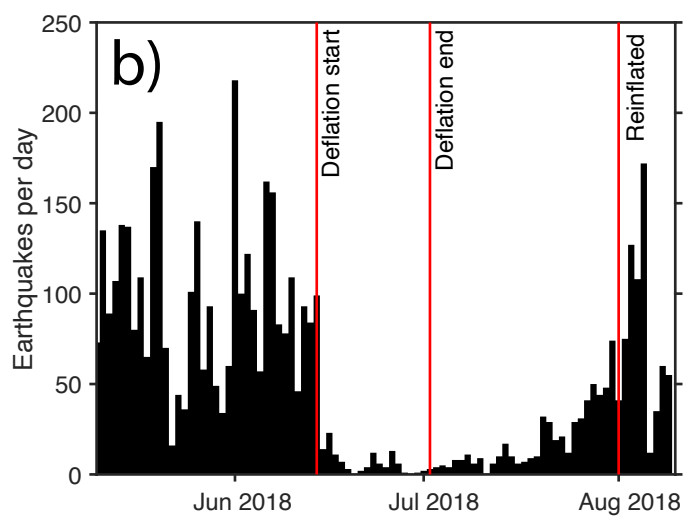 b)
Earthquakes per day
250
200
150
100
50
0
Deflation start
Deflation end
Reinflated
Jun 2018
Jul 2018
Aug 2018